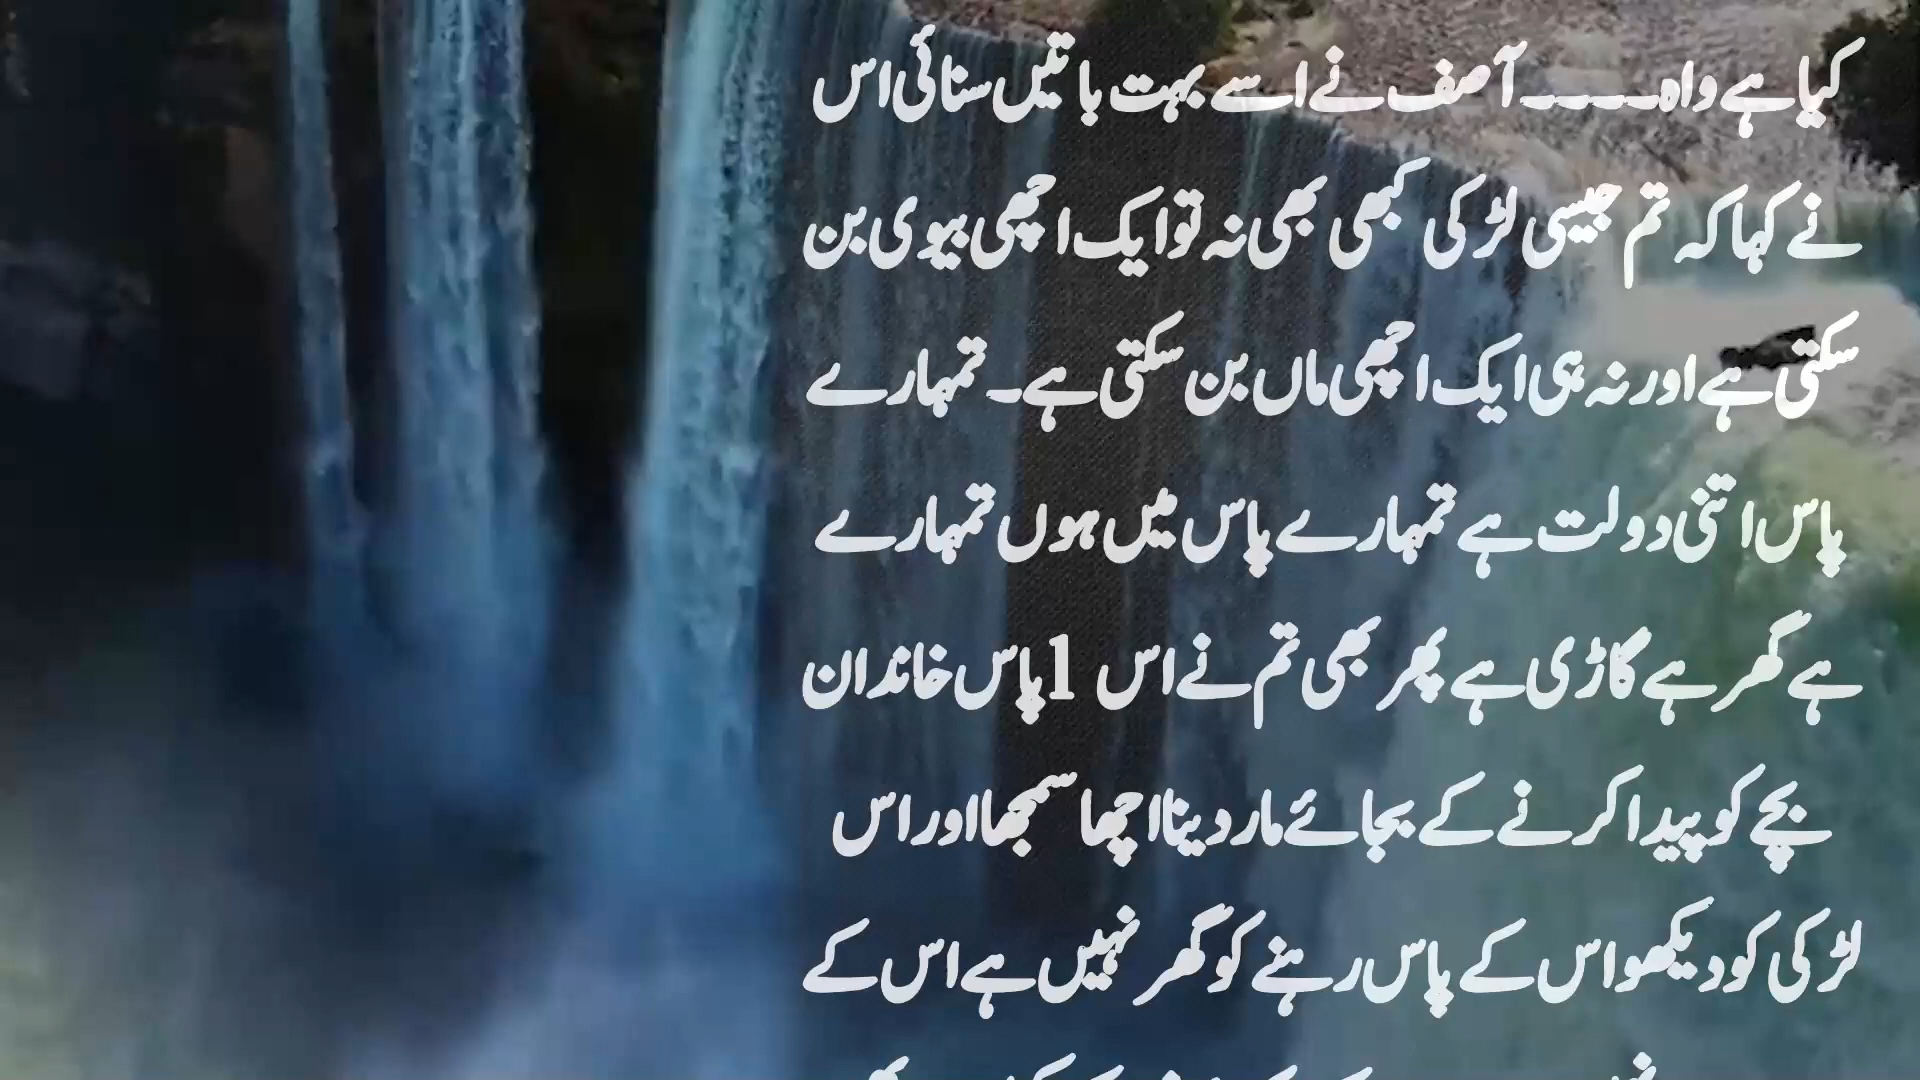 کیا ہے واہ۔۔۔۔آصف نے اسے بہت باتیں سنائی اس
نے کہا کہ تم جیسی لڑکی کبھی بھی نہ تو ایک اچھی بیوی بن
سکتی ہے اور نہ ہی ایک اچھی ماں بن سکتی ہے۔ تمہارے
پاس اتنی دولت ہے تمہارے پاس میں ہوں تمہارے
ہے گھر ہے گاڑی ہے پھر بھی تم نے اس 1پاس خاندان
بچے کو پیدا کرنے کے بجائے مار دینا اچھا سمجھا اور اس
لڑکی کو دیکھو اس کے پاس رہنے کو گھر نہیں ہے اس کے